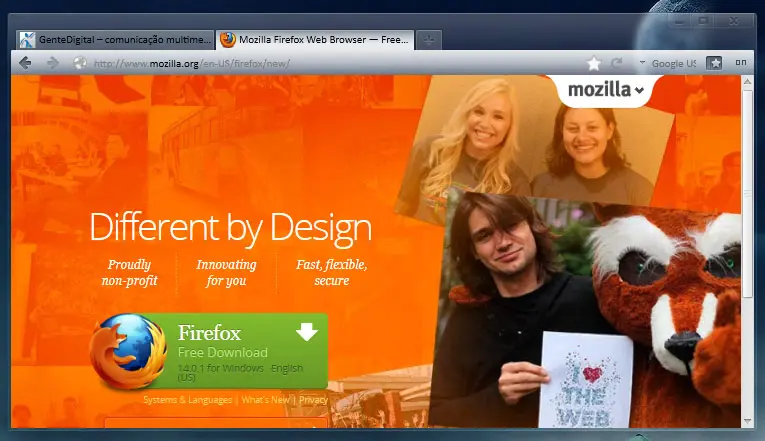 GenteDigital – comunicação multime...
Mozilla Firefox Web Browser — Free...
http://www.mozilla.org/en-US/firefox/new/
Google US
on
mozilla
Different by Design
Proudly
non-profit
Innovating
for you
Fast, flexible,
secure
Firefox
Free Download
14.0.1 for Windows English
(US)
Systems & Languages | What's New | Privacy
I
THE WEB